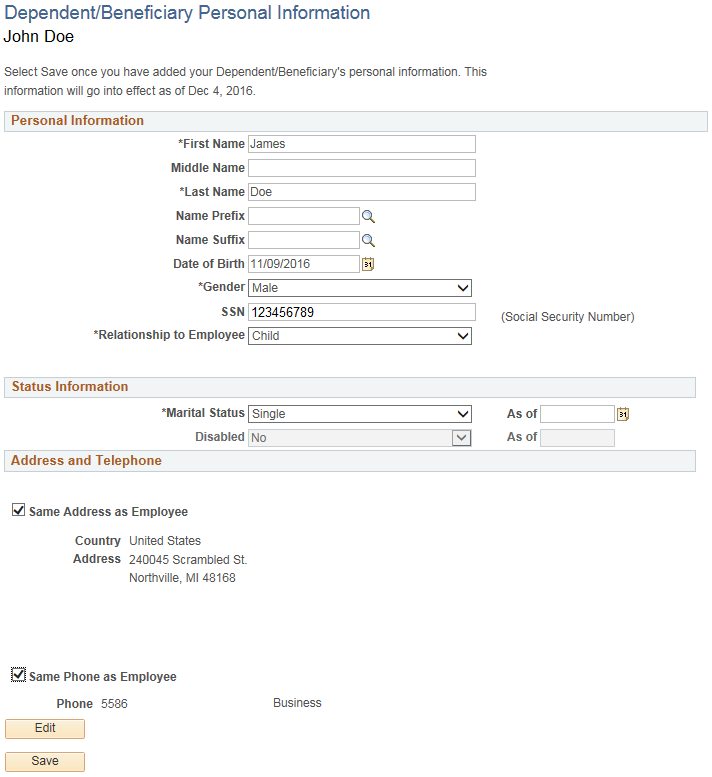 Dependent/Beneficiary Personal Information
John Doe
Select Save once you have added your Dependent/Beneficiary's personal information. This
information will go into effect as of Dec 4, 2016.
Personal Information
*First Name James
Middle Name
*Last Name Doe
Name Prefix
Name Suffix
Date of Birth 11/09/2016 31
*Gender Male
SSN 123456789 (Social Security Number)
*Relationship to Employee Child
Status Information
*Marital Status Single As of 31
Disabled No As of
Address and Telephone
Same Address as Employee
Country United States
Address 240045 Scrambled St.
Northville, MI 48168
Same Phone as Employee
Phone 5586 Business
Edit
Save